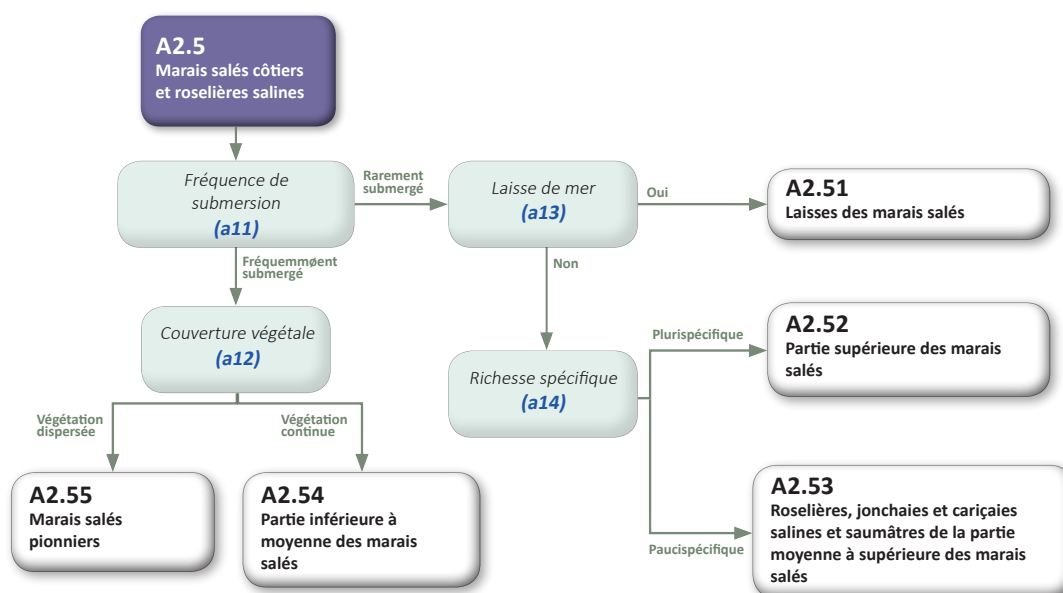 A2.5
Marais salés côtiers
et roselières salines
Fréquence de
submersion
(a11)
Rarement
submergé
Laisse de mer
(a13)
Oui
A2.51
Laisses des marais salés
Fréquemmøent
submergé
Non
Couverture végétale
(a12)
Richesse spécifique
(a14)
Plurispécifique
A2.52
Partie supérieure des marais
salés
Végétation
dispersée
Végétation
continue
A2.55
Marais salés
pionniers
A2.54
Partie inférieure à
moyenne des marais
salés
Paucispécifique
A2.53
Roselières, jonchaies et cariçaies
salines et saumâtres de la partie
moyenne à supérieure des marais
salés